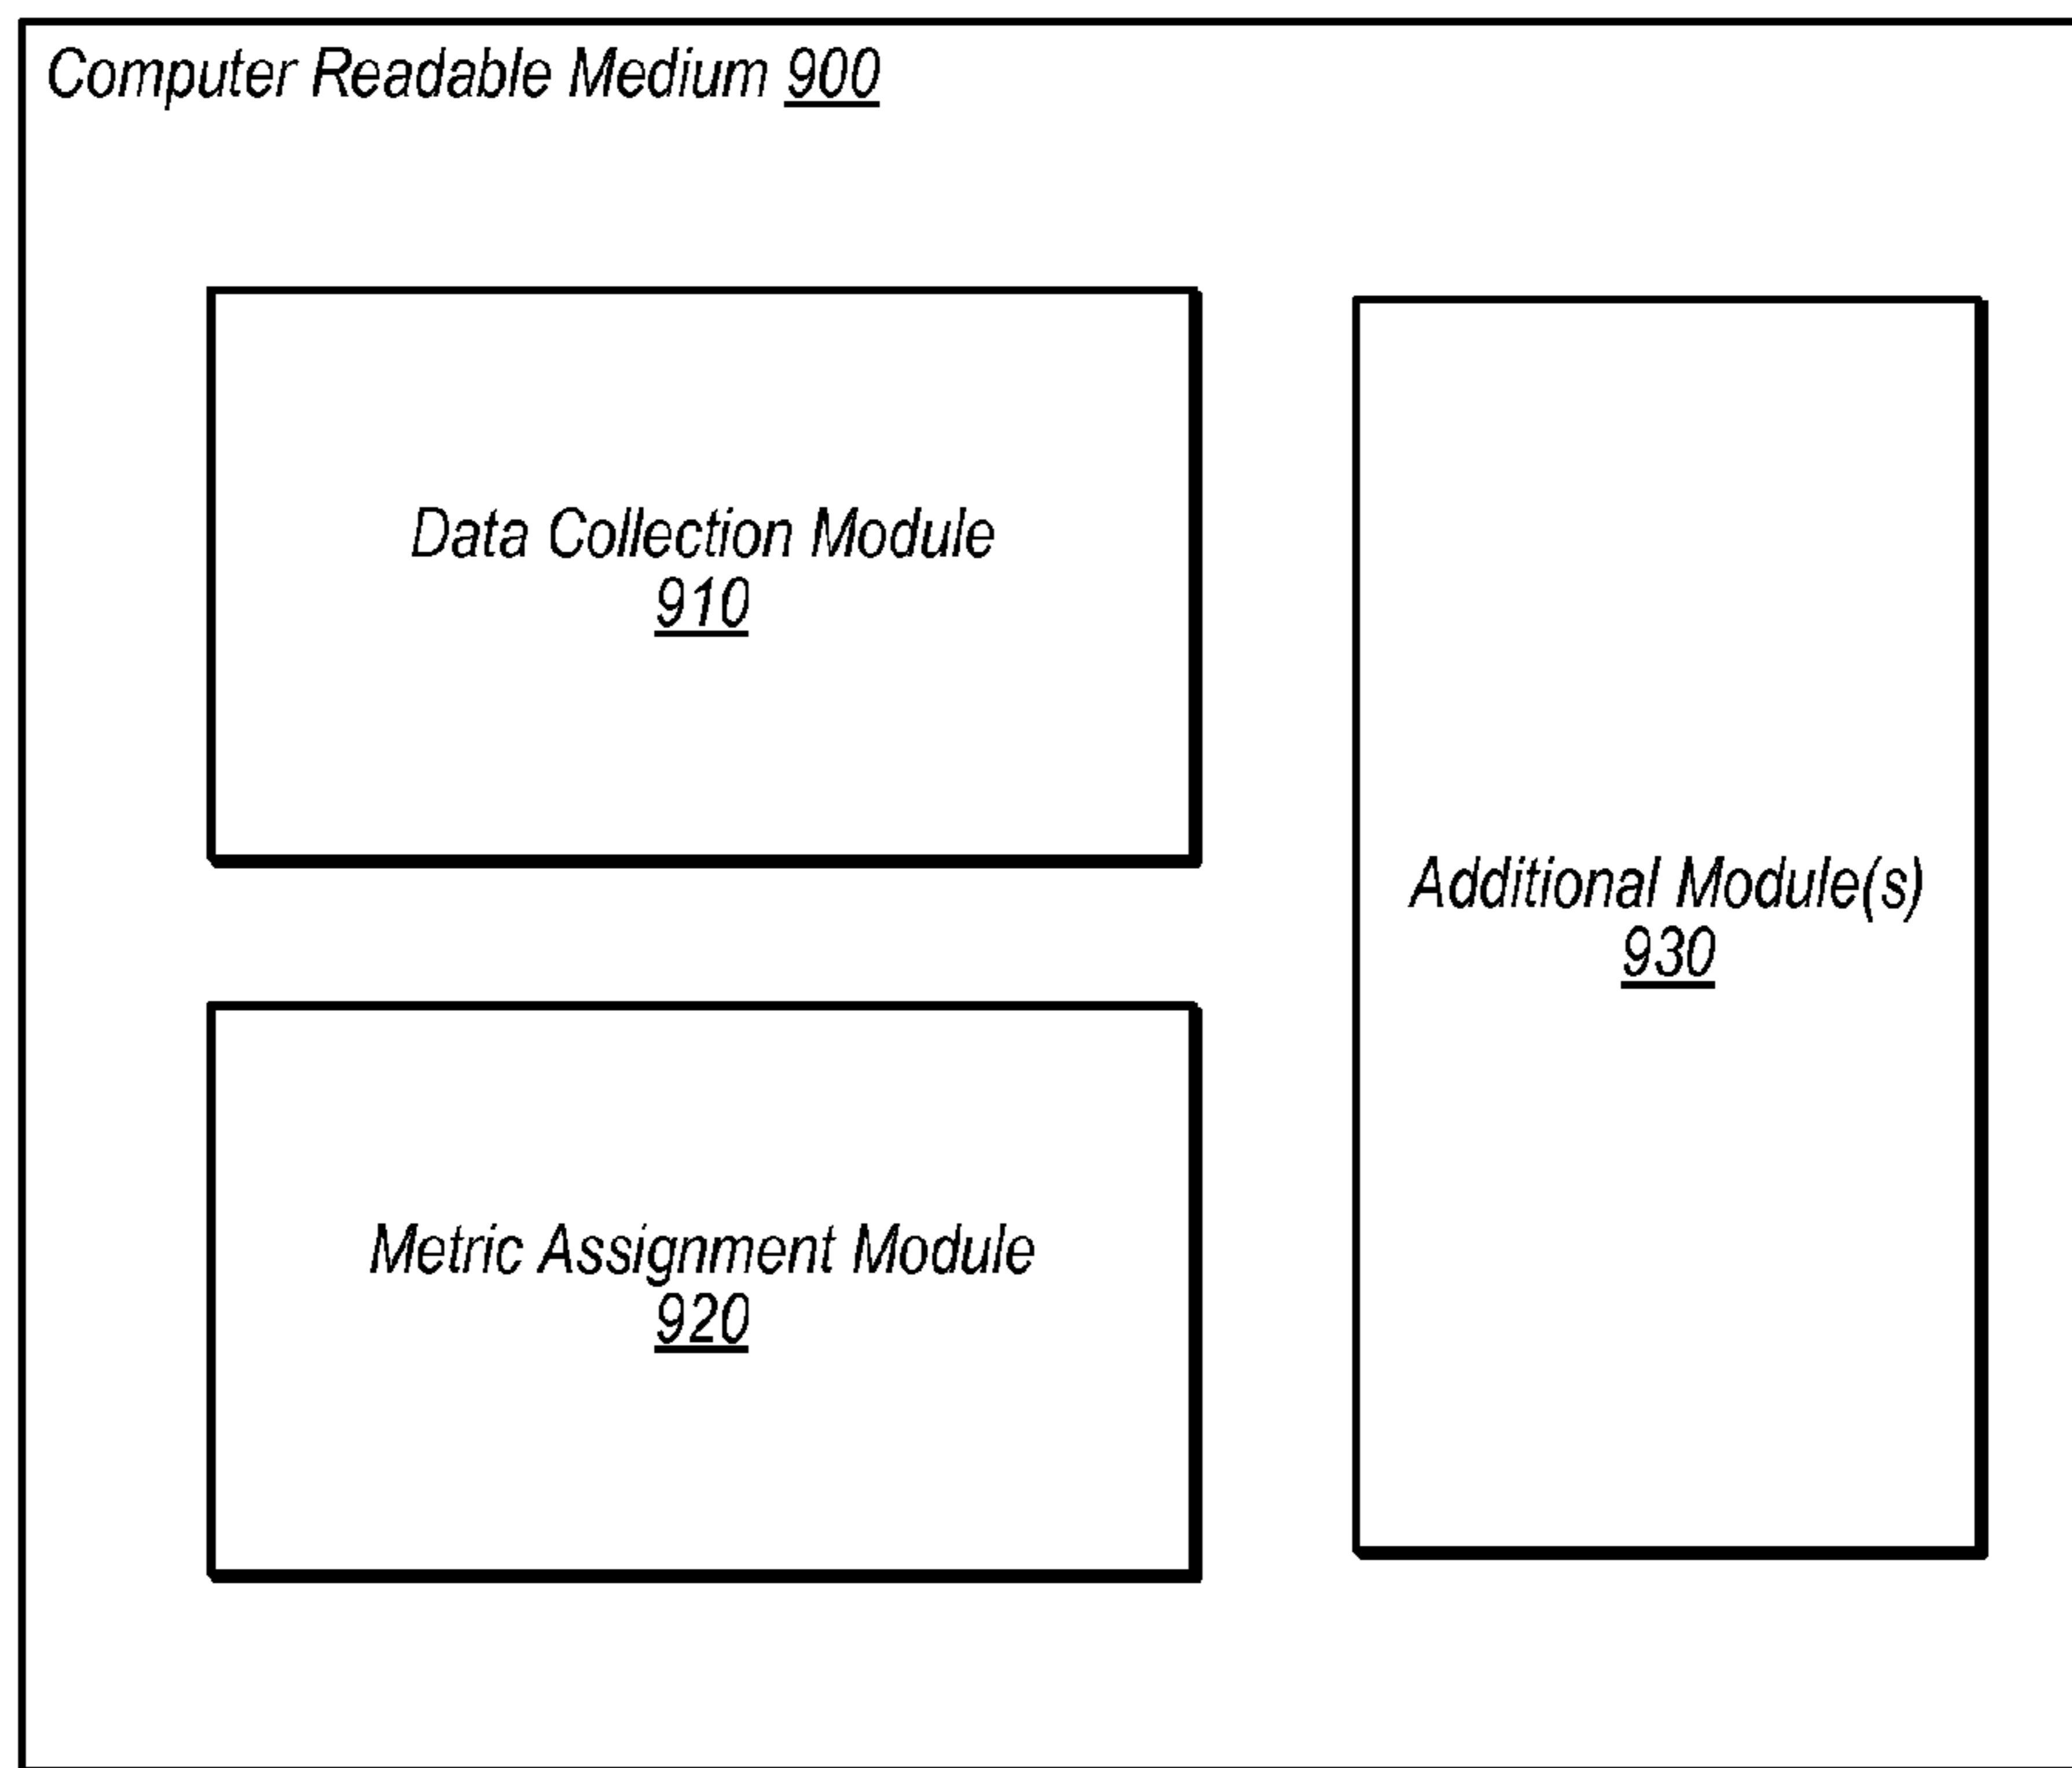 Computer Readable Medium 900
Data Collection Module
910
Additional Module(s)
930
Metric Assignment Module
920